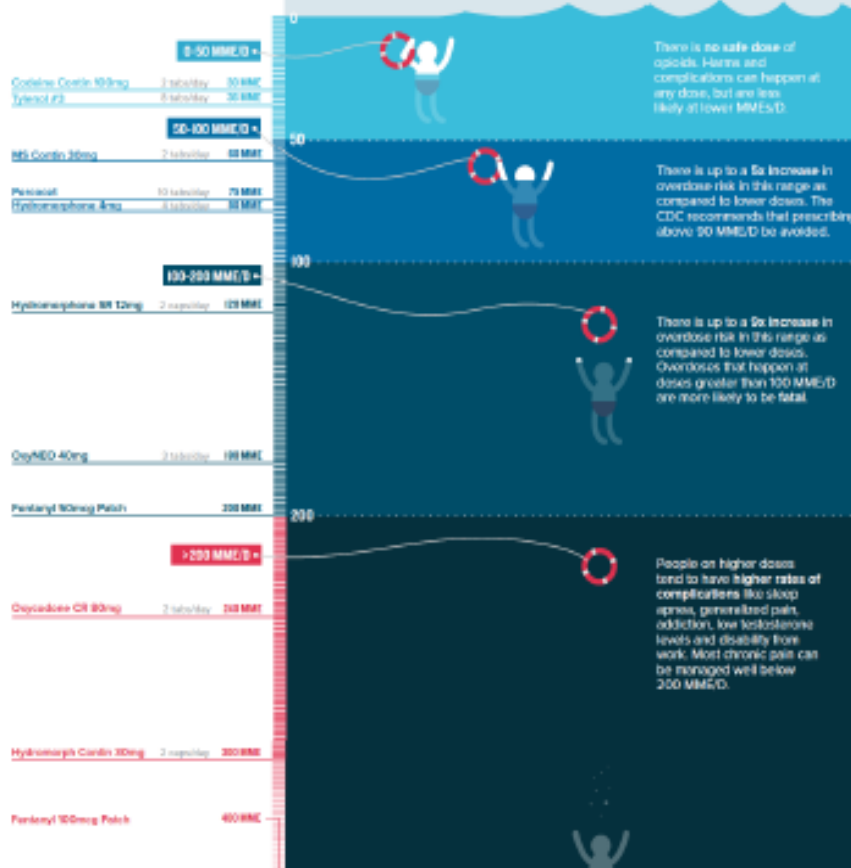 0
0-50 MME/D
Codeine Contin 100mg 2 tabs/day 30 MME
Tylenol #3 8 tabs/day 36 MME
There is no safe dose of
opioids. Harms and
complications can happen at
any dose, but are less
likely at lower MMEs/D.
50-100 MME/D
50
MS Contin 30mg 2 tabs/day 60 MME
Percocet 10 tabs/day 75 MME
Hydromorphone 4mg 4 tabs/day 80 MME
There is up to a 5x increase in
overdose risk in this range as
compared to lower doses. The
CDC recommends that prescribing
above 90 MME/D be avoided.
100
100-200 MME/D
Hydromorphone SR 12mg 2 caps/day 120 MME
There is up to a 9x increase in
overdose risk in this range as
compared to lower doses.
Overdoses that happen at
doses greater than 100 MME/D
are more likely to be fatal.
OxyNEO 40mg 3 tabs/day 180 MME
Fentanyl 50mcg Patch 200 MME
200
>200 MME/D
Oxycodone CR 80mg 2 tabs/day 240 MME
People on higher doses
tend to have higher rates of
complications like sleep
apnea, generalized pain,
addiction, low testosterone
levels and disability from
work. Most chronic pain can
be managed well below
200 MME/D.
Hydromorph Contin 30mg 2 caps/day 300 MME
Fentanyl 100mcg Patch 400 MME